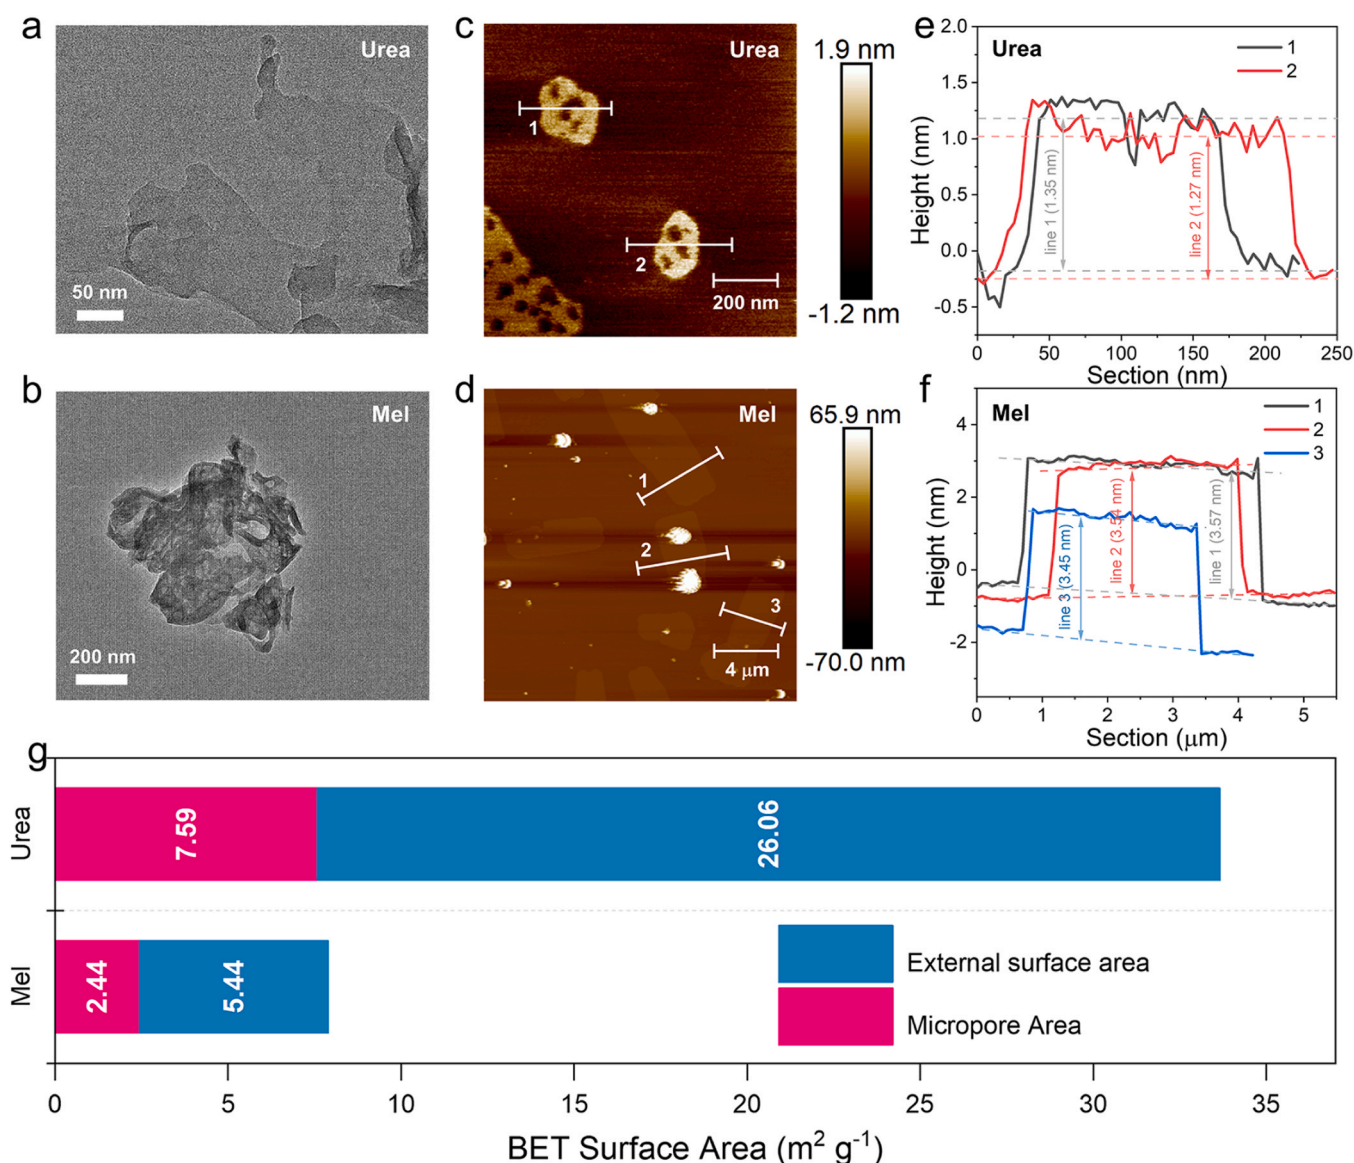 a
Urea
50 nm
c
1
2
200 nm
1.9 nm
-1.2 nm
e
Urea
1
2
2.0
1.5
1.0
0.5
0.0
-0.5
Height (nm)
line 1 (1.35 nm)
line 2 (1.27 nm)
0
50
100
150
200
250
Section (nm)
b
Mel
200 nm
d
Mel
1
2
3
4 μm
65.9 nm
-70.0 nm
f
Mel
1
2
3
4
2
0
-2
Height (nm)
line 3 (3.45 nm)
line 2 (3.54 nm)
line 1 (3.57 nm)
0
1
2
3
4
5
Section (μm)
g
Urea
7.59
26.06
Mel
2.44
5.44
External surface area
Micropore Area
0
5
10
15
20
25
30
35
BET Surface Area (m² g⁻¹)